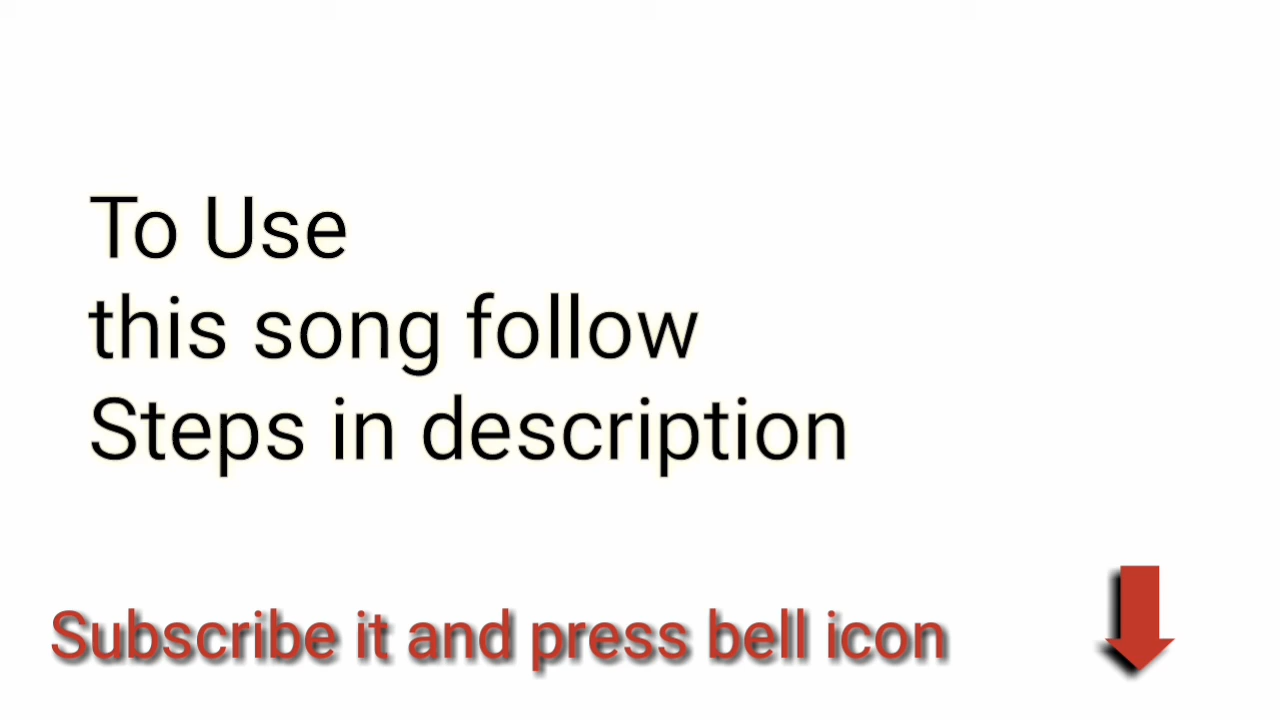 To Use
this song follow
Steps in description
Subscribe it and press bell icon